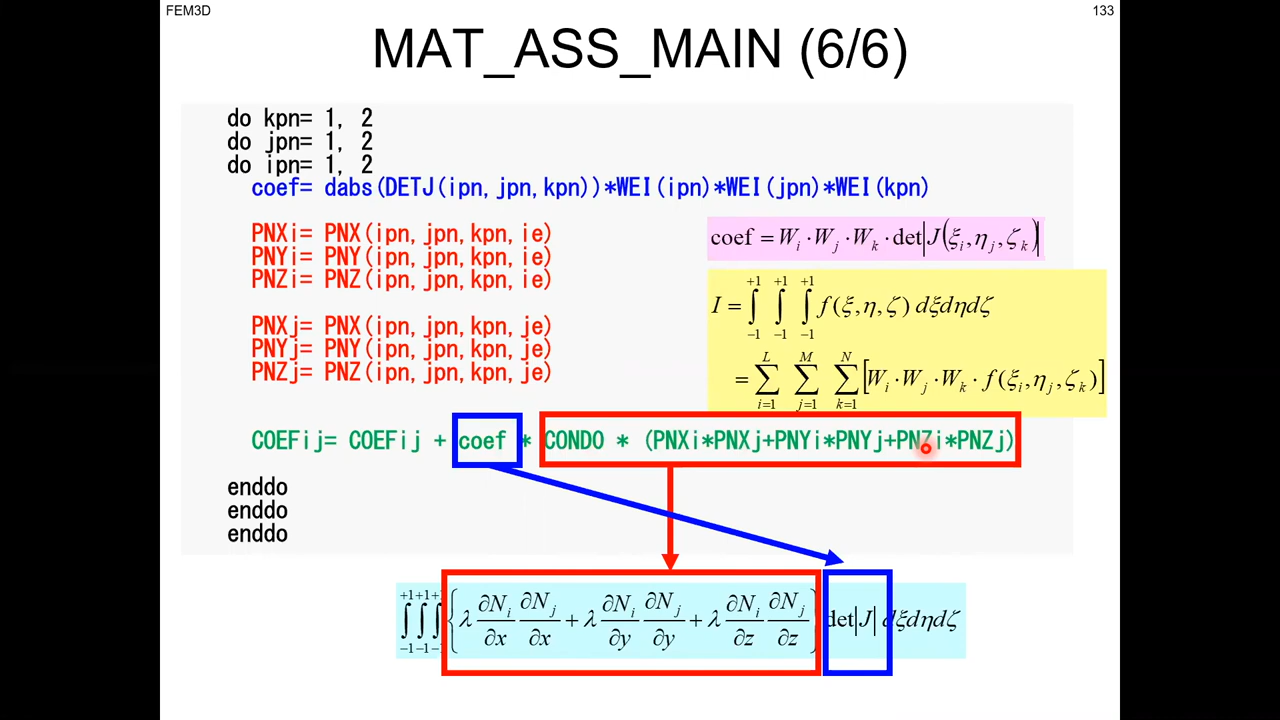 FEM3D
133
MAT_ASS_MAIN (6/6)
do kpn= 1, 2
do jpn= 1, 2
do ipn= 1, 2
coef= dabs(DETJ(ipn,jpn,kpn))*WEI(ipn)*WEI(jpn)*WEI(kpn)
PNXi= PNX(ipn,jpn,kpn,ie)
PNYi= PNY(ipn,jpn,kpn,ie)
PNZi= PNZ(ipn,jpn,kpn,ie)
PNXj= PNX(ipn,jpn,kpn,je)
PNYj= PNY(ipn,jpn,kpn,je)
PNZj= PNZ(ipn,jpn,kpn,je)
coef = W_i · W_j · W_k · det|J(ξ_i, η_j, ζ_k)|
I = ∫_{-1}^{+1} ∫_{-1}^{+1} ∫_{-1}^{+1} f(ξ,η,ζ) dξdηdζ
= ∑_{i=1}^{L} ∑_{j=1}^{M} ∑_{k=1}^{N} [W_i · W_j · W_k · f(ξ_i, η_j, ζ_k)]
COEFij= COEFij + coef * CONDO * (PNXi*PNXj+PNYi*PNYj+PNZi*PNZj)
enddo
enddo
enddo
∫_{-1}^{+1} ∫_{-1}^{+1} ∫_{-1}^{+1} {λ ∂N_i/∂x ∂N_j/∂x + λ ∂N_i/∂y ∂N_j/∂y + λ ∂N_i/∂z ∂N_j/∂z} det|J| dξdηdζ